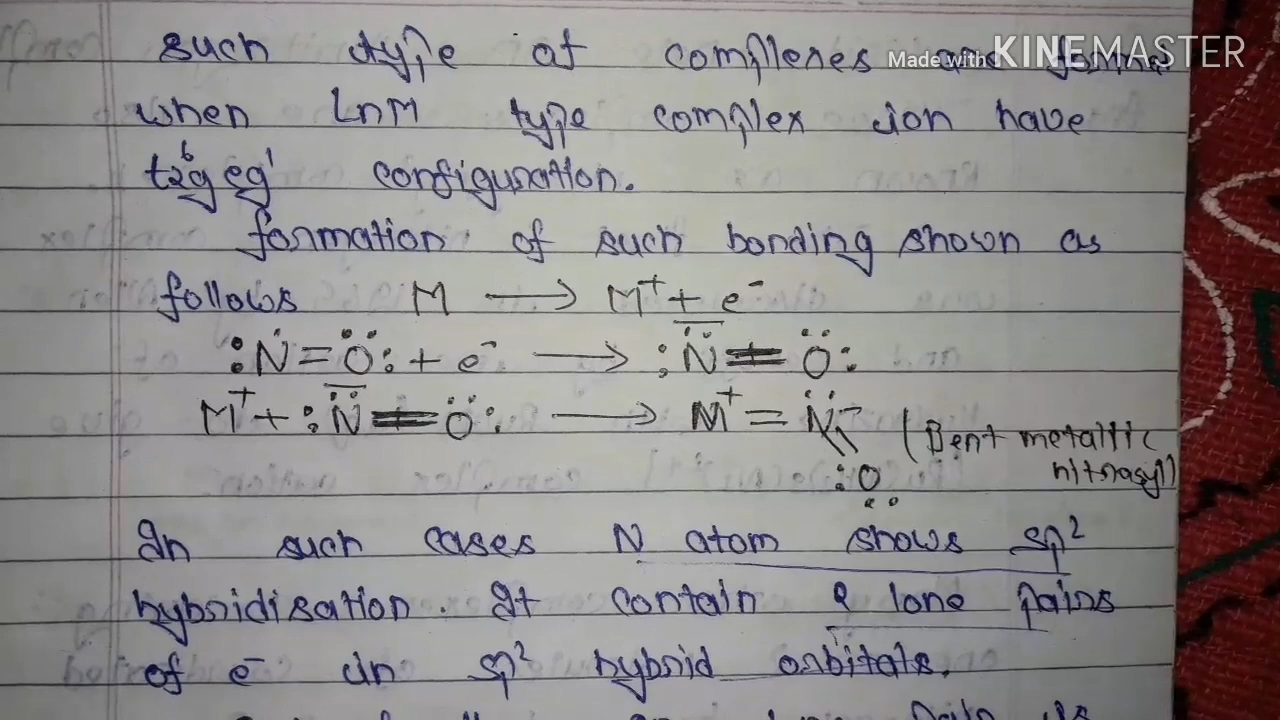 such type of complexes are forms
Made with KINEMASTER
when LnM type complex ion have
t2g⁶ eg¹ configuration.
formation of such bonding shown as
follows M → M⁺ + e⁻
:Ṅ=Ö: + e⁻ → :N̈⁻=Ö:
M⁺ + :N̈⁻=Ö: → M⁺=N̈⁻
:O (Bent metallic
nitrosyl)
In such cases N atom shows sp²
hybridisation. It contain 2 lone pairs
of e⁻ in sp² hybrid orbitals.